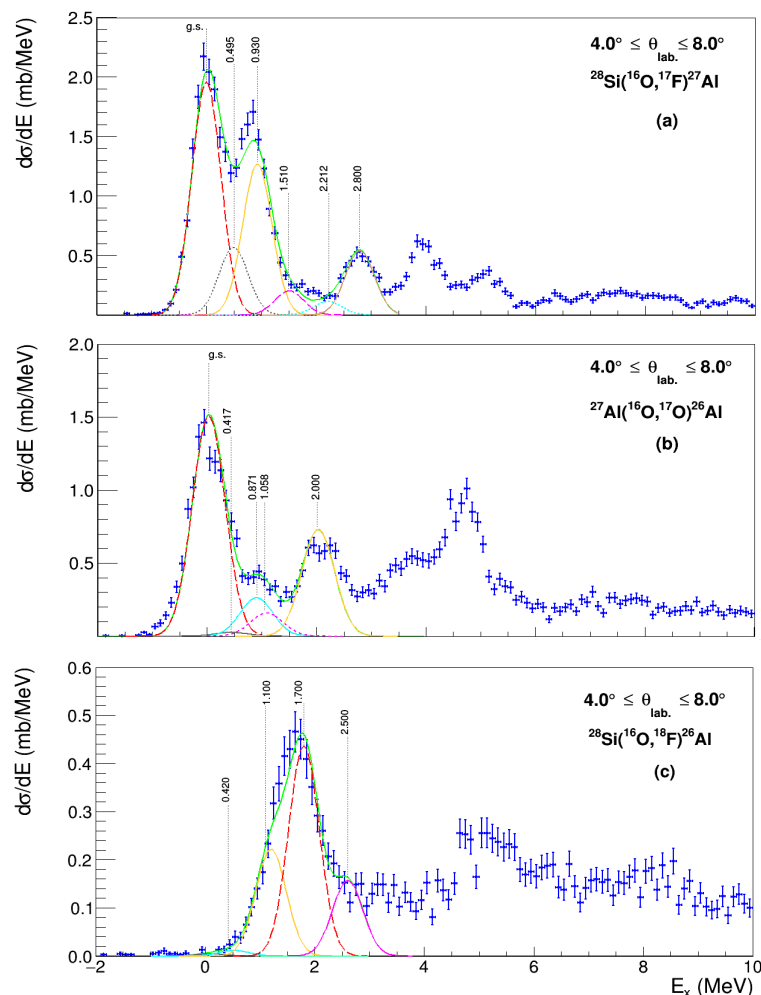 2.5
2.0
1.5
1.0
0.5
dσ/dE (mb/MeV)
g.s.
0.495
0.930
1.510
2.212
2.800
4.0° ≤ θlab. ≤ 8.0°
²⁸Si(¹⁶O,¹⁷F)²⁷Al
(a)
2.0
1.5
1.0
0.5
dσ/dE (mb/MeV)
g.s.
0.417
0.871
1.058
2.000
4.0° ≤ θlab. ≤ 8.0°
²⁷Al(¹⁶O,¹⁷O)²⁶Al
(b)
0.6
0.5
0.4
0.3
0.2
0.1
0.0
dσ/dE (mb/MeV)
0.420
1.100
1.700
2.500
4.0° ≤ θlab. ≤ 8.0°
²⁸Si(¹⁶O,¹⁸F)²⁶Al
(c)
−2 0 2 4 6 8 10
Eₓ (MeV)